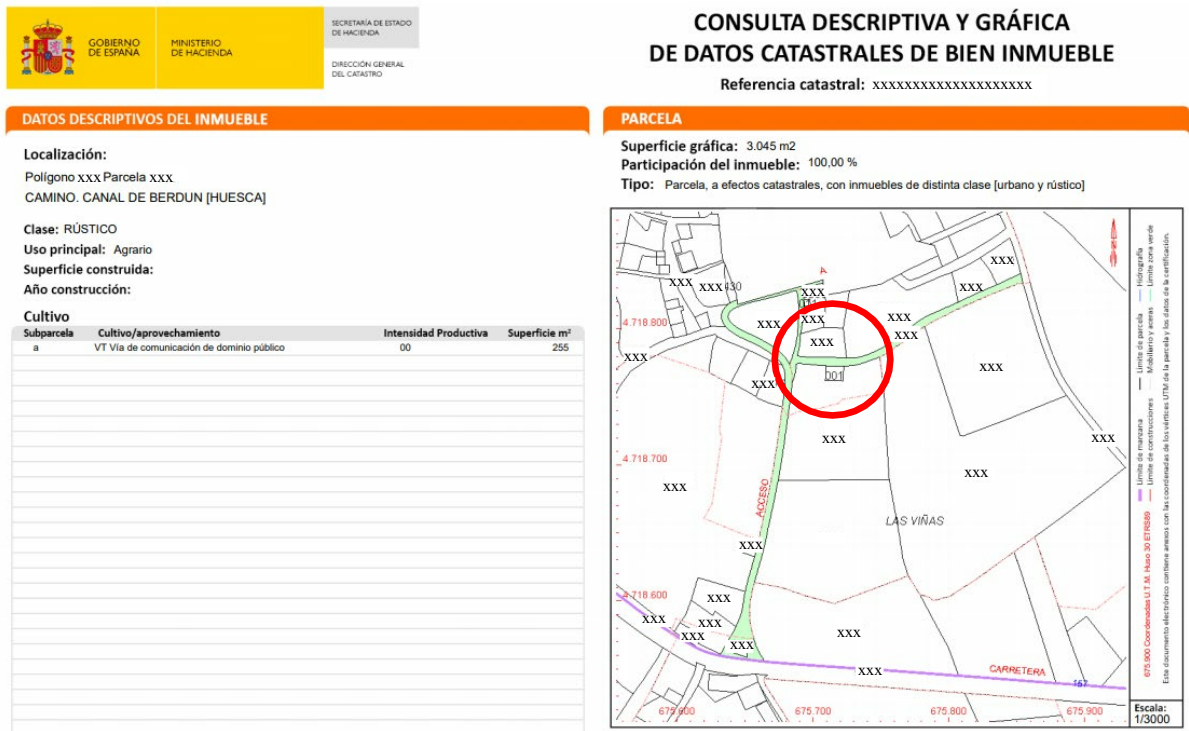 GOBIERNO
DE ESPAÑA
MINISTERIO
DE HACIENDA
SECRETARÍA DE ESTADO
DE HACIENDA
DIRECCIÓN GENERAL
DEL CATASTRO
CONSULTA DESCRIPTIVA Y GRÁFICA
DE DATOS CATASTRALES DE BIEN INMUEBLE
Referencia catastral: xxxxxxxxxxxxxxxxxxxx
DATOS DESCRIPTIVOS DEL INMUEBLE
Localización:
Polígono xxx Parcela xxx
CAMINO. CANAL DE BERDUN [HUESCA]
Clase: RÚSTICO
Uso principal: Agrario
Superficie construida:
Año construcción:
Cultivo
Subparcela Cultivo/aprovechamiento Intensidad Productiva Superficie m²
a VT Vía de comunicación de dominio público 00 255
PARCELA
Superficie gráfica: 3.045 m2
Participación del inmueble: 100,00 %
Tipo: Parcela, a efectos catastrales, con inmuebles de distinta clase [urbano y rústico]
xxx
xxx xxx 430 xxx xxx
4.718.800 xxx xxx xxx
xxx xxx xxx
xxx 001 xxx
xxx
xxx xxx
4.718.700
xxx xxx
ACCESO
LAS VIÑAS
xxx
4.718.600 xxx
xxx xxx xxx
xxx xxx
xxx
CARRETERA
675.600 675.700 675.800 675.900
Límite de manzana
Límite de parcela
Hidrografía
Límite de construcciones
Mobiliario y aceras
Límite zona verde
675.900 Coordenadas U.T.M. Huso 30 ETRS89
Este documento electrónico contiene anexos con las coordenadas de los vértices UTM de la parcela y los datos de la certificación.
Escala:
1/3000